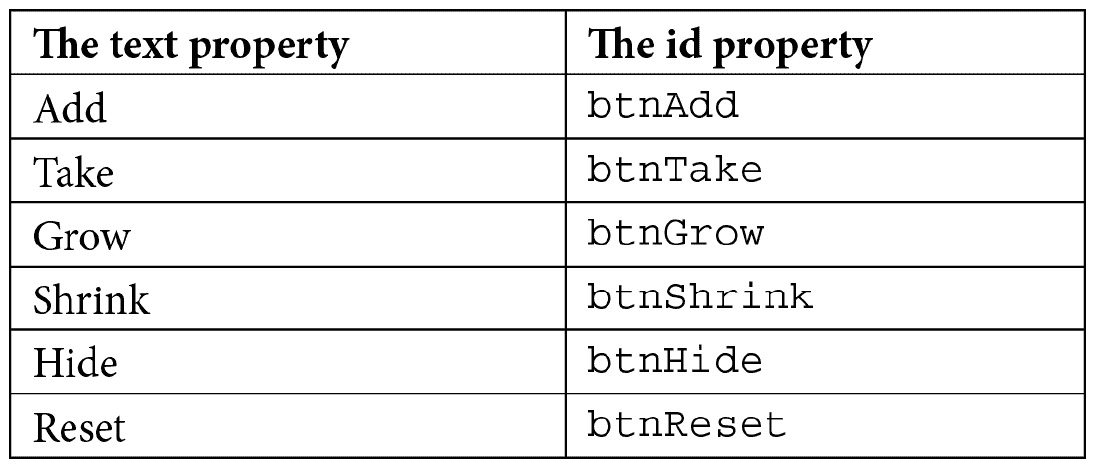 The text property The id property
Add btnAdd
Take btnTake
Grow btnGrow
Shrink btnShrink
Hide btnHide
Reset btnReset